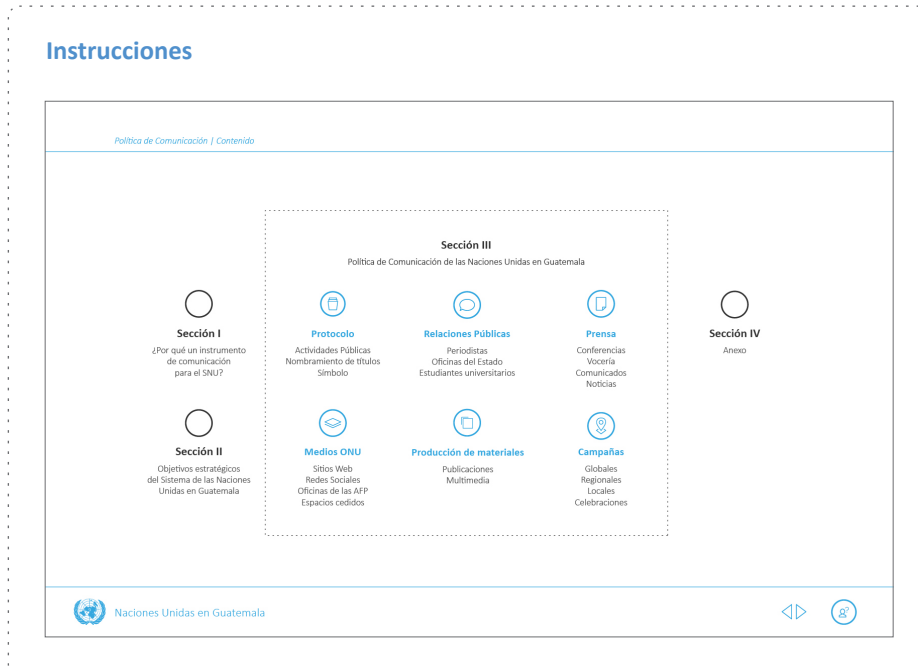 Instrucciones
Política de Comunicación | Contenido
Sección III
Política de Comunicación de las Naciones Unidas en Guatemala
Sección I
¿Por qué un instrumento
de comunicación
para el SNU?
Protocolo
Actividades Públicas
Nombramiento de títulos
Símbolo
Relaciones Públicas
Periodistas
Oficinas del Estado
Estudiantes universitarios
Prensa
Conferencias
Vocería
Comunicados
Noticias
Sección IV
Anexo
Sección II
Objetivos estratégicos
del Sistema de las Naciones
Unidas en Guatemala
Medios ONU
Sitios Web
Redes Sociales
Oficinas de las AFP
Espacios cedidos
Producción de materiales
Publicaciones
Multimedia
Campañas
Globales
Regionales
Locales
Celebraciones
Naciones Unidas en Guatemala